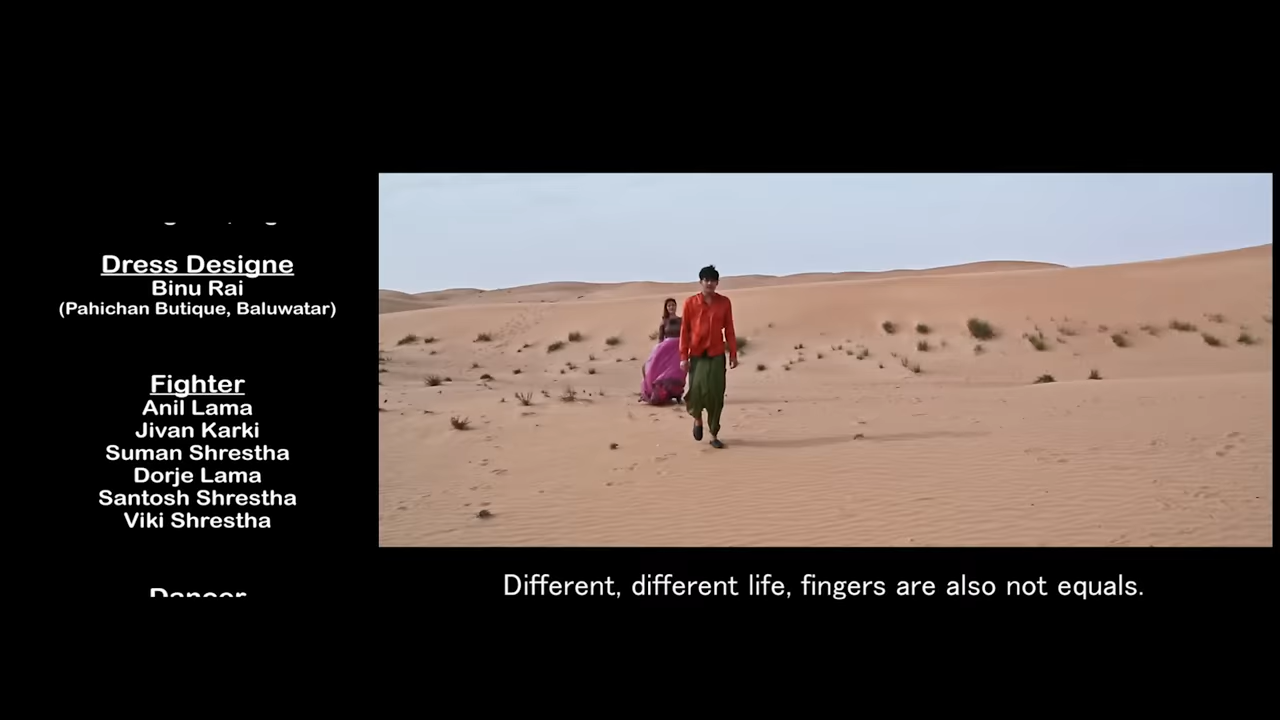 Dress Designe
Binu Rai
(Pahichan Butique, Baluwatar)
Fighter
Anil Lama
Jivan Karki
Suman Shrestha
Dorje Lama
Santosh Shrestha
Viki Shrestha
Dancer
Different, different life, fingers are also not equals.